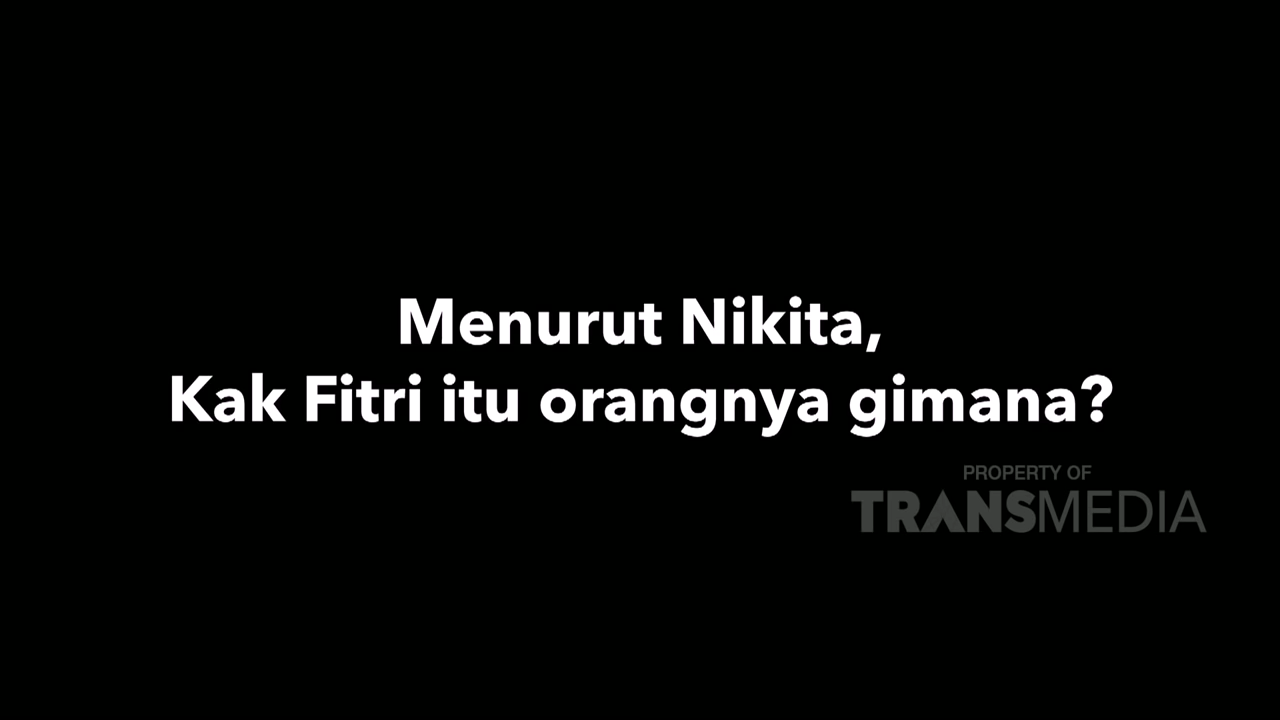 Menurut Nikita,
Kak Fitri itu orangnya gimana?
PROPERTY OF
TRANSMEDIA